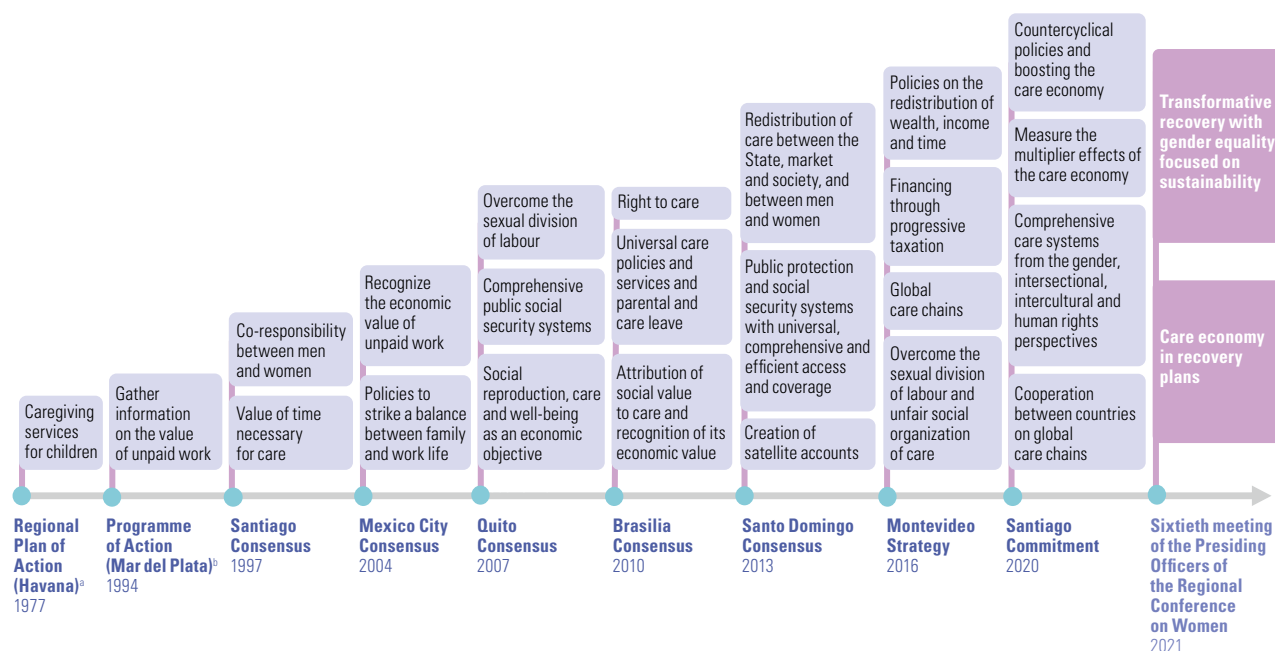 Caregiving
services
for children
Regional
Plan of
Action
(Havana)a
1977
Gather
information
on the value
of unpaid work
Programme
of Action
(Mar del Plata)b
1994
Co-responsibility
between men
and women
Value of time
necessary
for care
Santiago
Consensus
1997
Recognize
the economic
value of
unpaid work
Policies to
strike a balance
between family
and work life
Mexico City
Consensus
2004
Overcome the
sexual division
of labour
Comprehensive
public social
security systems
Social
reproduction, care
and well-being
as an economic
objective
Quito
Consensus
2007
Right to care
Universal care
policies and
services and
parental and
care leave
Attribution of
social value
to care and
recognition of its
economic value
Brasilia
Consensus
2010
Redistribution of
care between the
State, market
and society, and
between men
and women
Public protection
and social
security systems
with universal,
comprehensive and
efficient access
and coverage
Creation of
satellite accounts
Santo Domingo
Consensus
2013
Policies on the
redistribution of
wealth, income
and time
Financing
through
progressive
taxation
Global
care chains
Overcome the
sexual division
of labour and
unfair social
organization
of care
Montevideo
Strategy
2016
Countercyclical
policies and
boosting the
care economy
Measure the
multiplier effects of
the care economy
Comprehensive
care systems
from the gender,
intersectional,
intercultural and
human rights
perspectives
Cooperation
between countries
on global
care chains
Santiago
Commitment
2020
Transformative
recovery with
gender equality
focused on
sustainability
Care economy
in recovery
plans
Sixtieth meeting
of the Presiding
Officers of
the Regional
Conference
on Women
2021